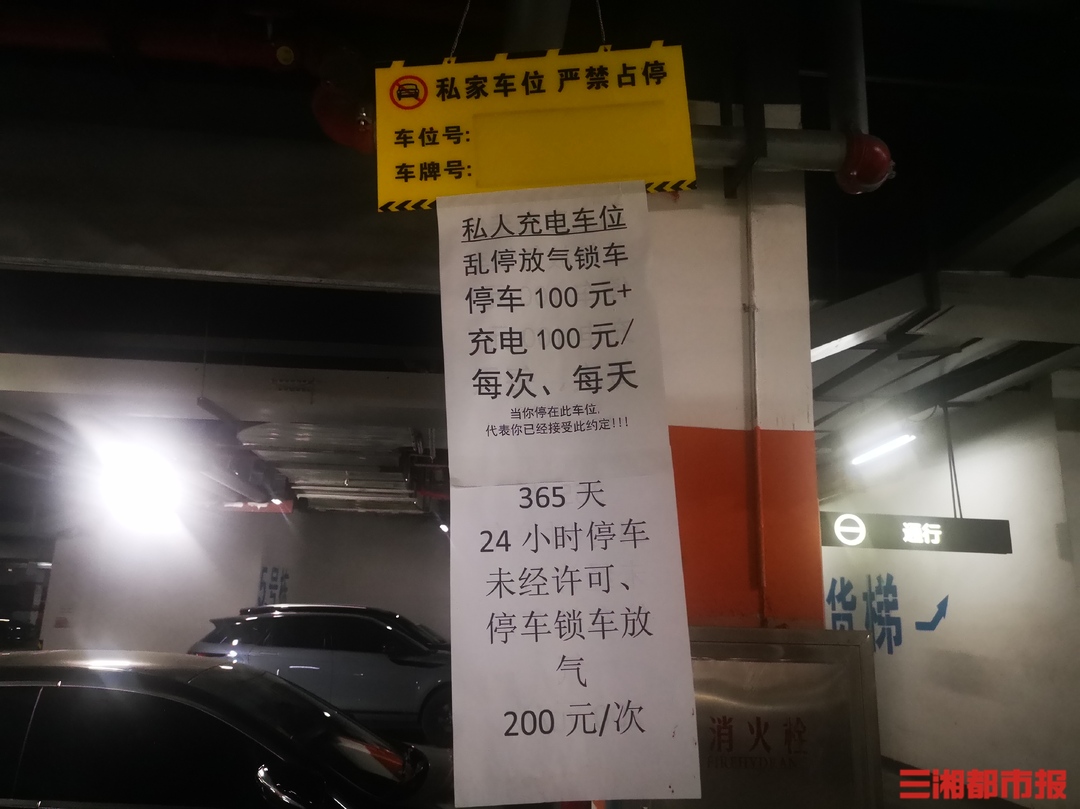 私家车位 严禁占停
车位号:
车牌号:
私人充电车位
乱停放气锁车
停车 100 元+
充电 100 元/
每次、每天
当你停在此车位,
代表你已经接受此约定!!!
365 天
24 小时停车
未经许可、
停车锁车放
气
200 元/次
5号栋
通行
货梯
消火栓
三湘都市报